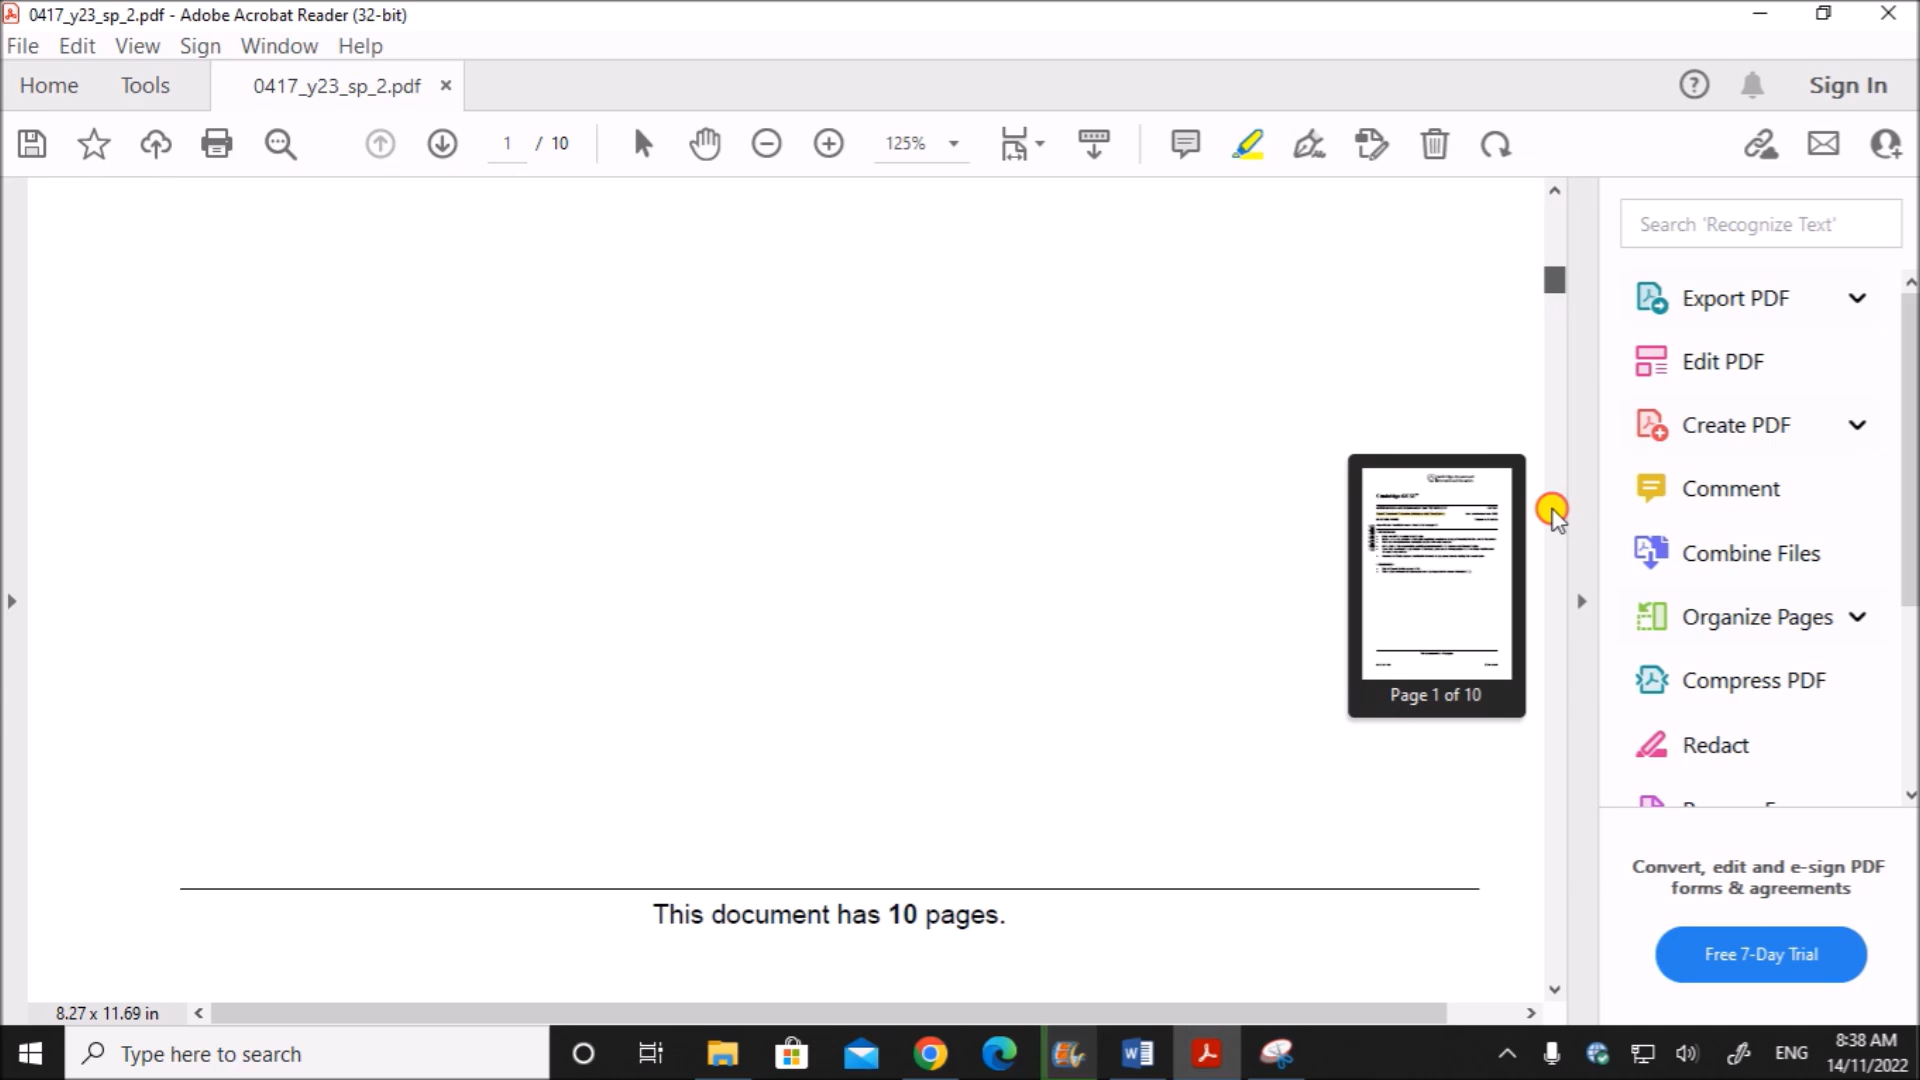 0417_y23_sp_2.pdf - Adobe Acrobat Reader (32-bit)
File Edit View Sign Window Help
Home Tools 0417_y23_sp_2.pdf Sign In
1 / 10 125%
Search 'Recognize Text'
Export PDF
Edit PDF
Create PDF
Comment
Combine Files
Organize Pages
Compress PDF
Redact
Page 1 of 10
Convert, edit and e-sign PDF
forms & agreements
Free 7-Day Trial
This document has 10 pages.
8.27 x 11.69 in
Type here to search
ENG
8:38 AM
14/11/2022